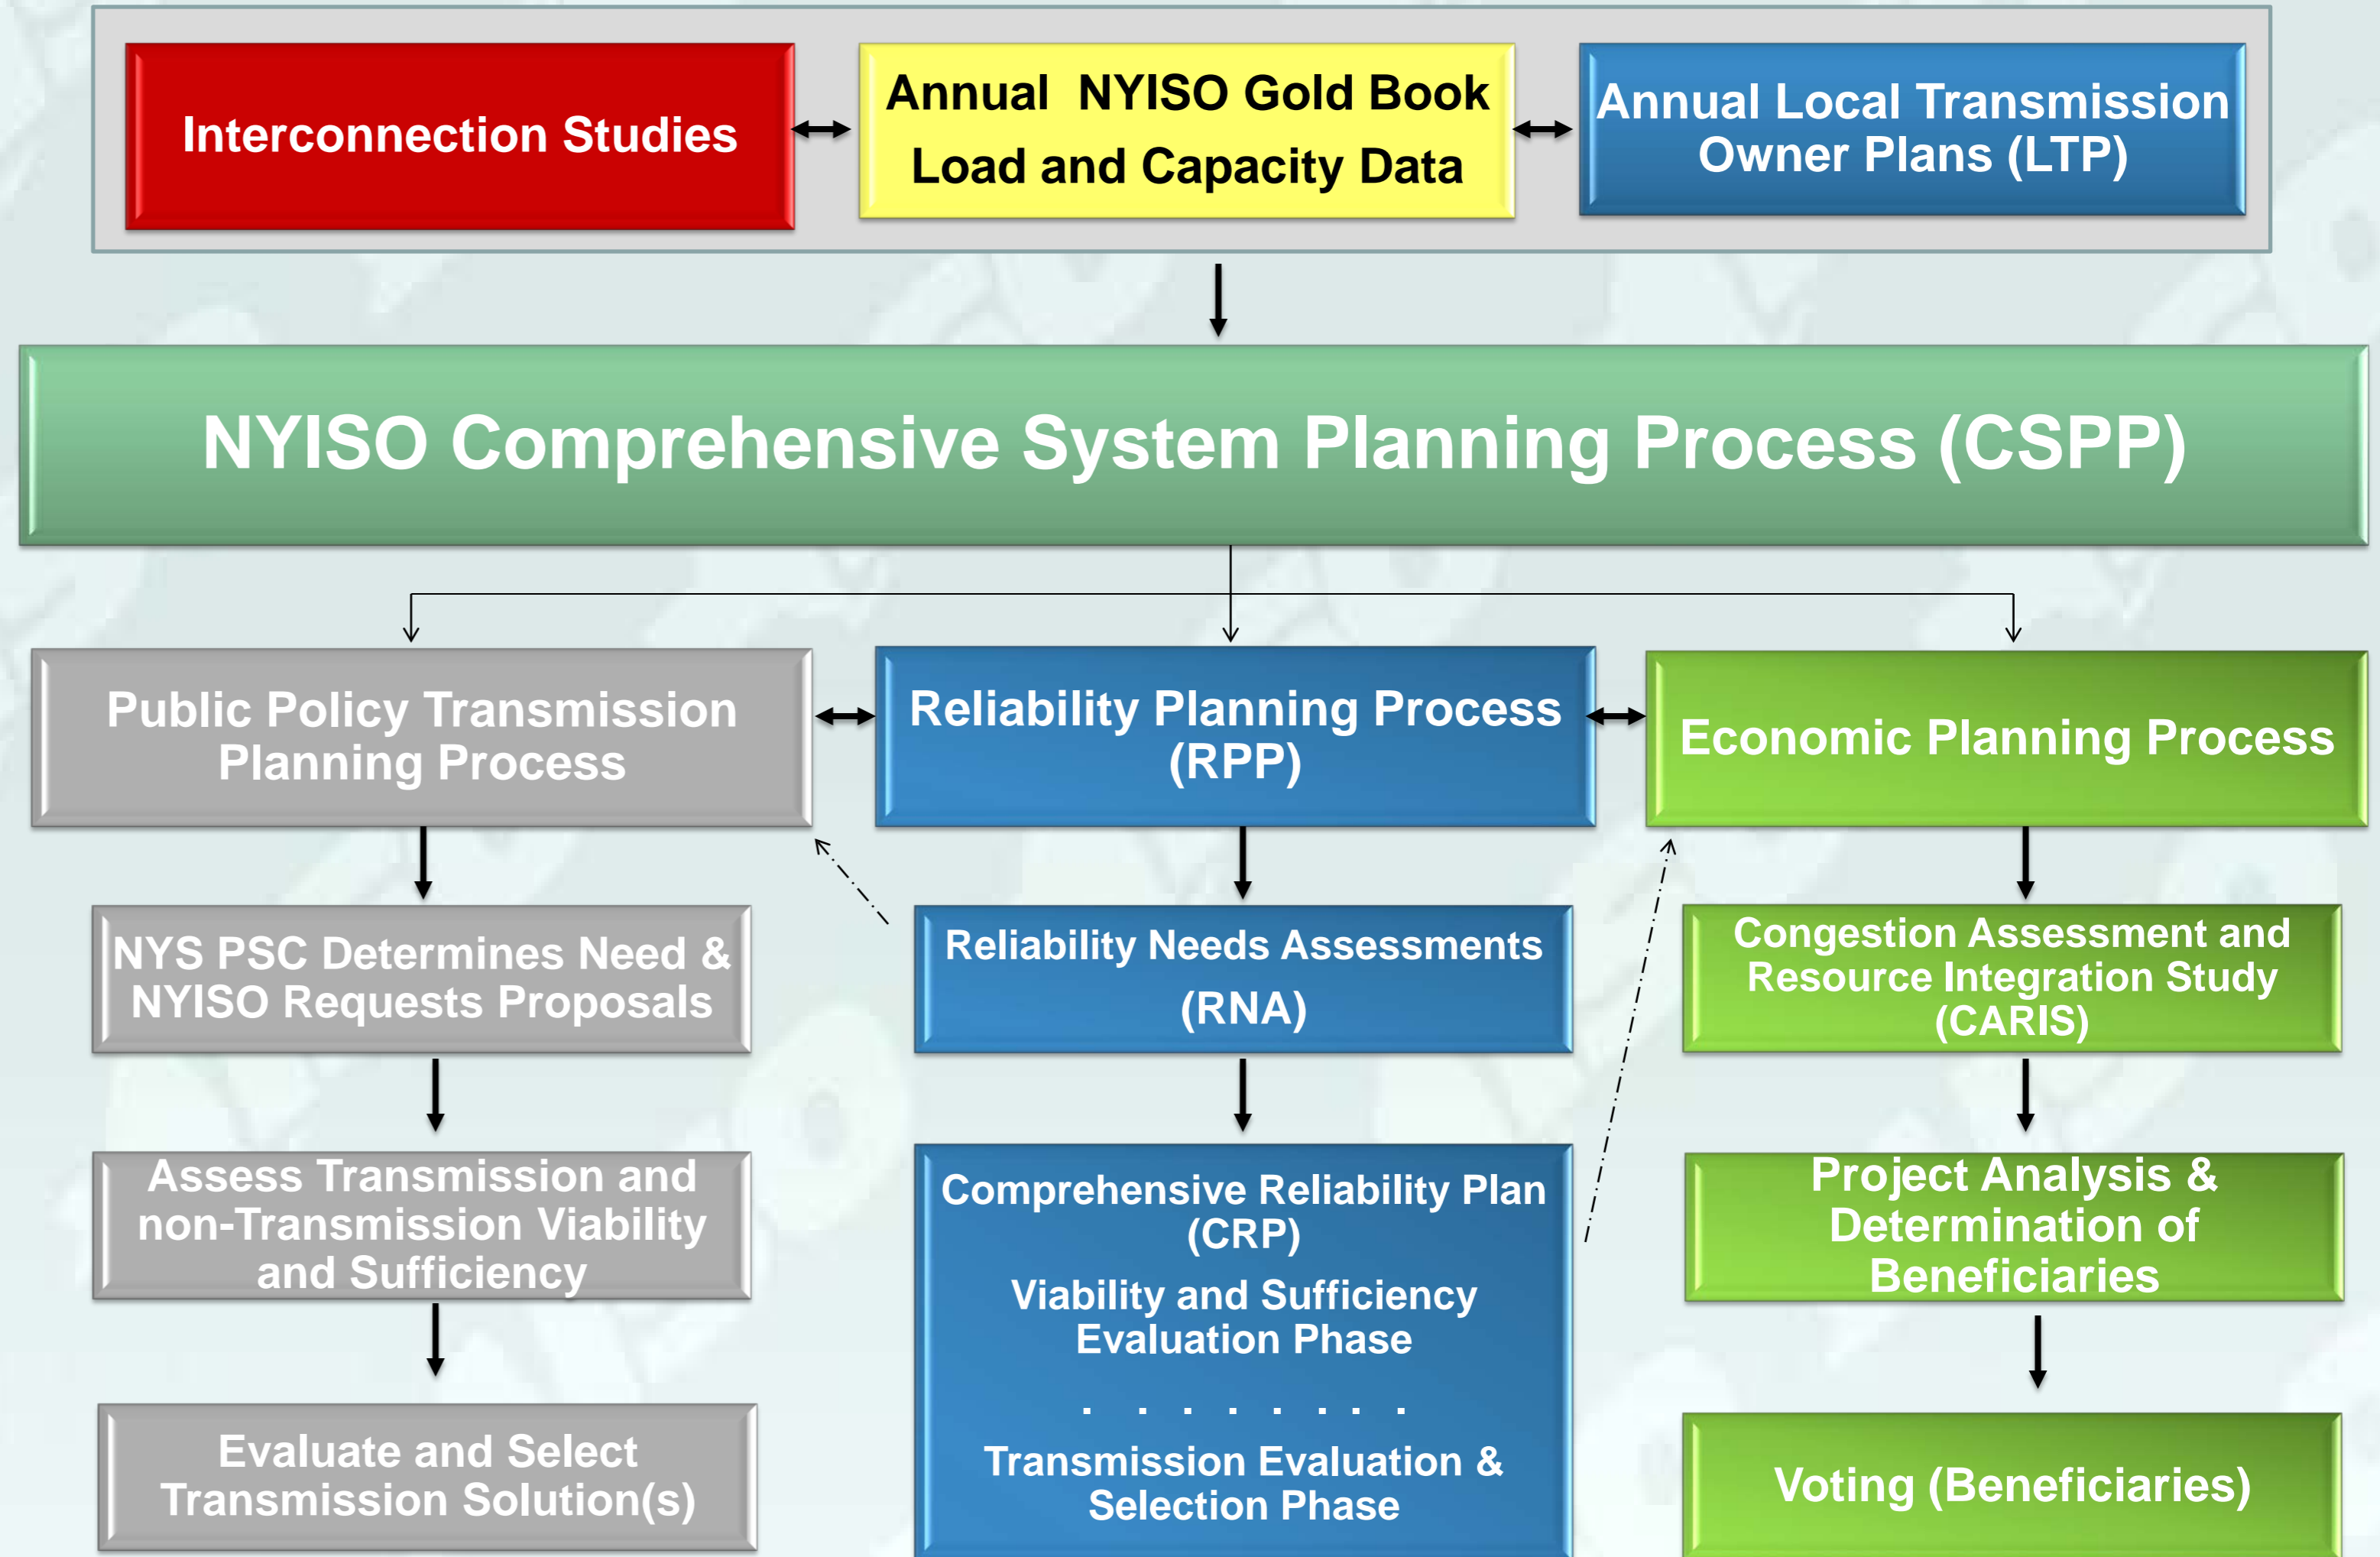 Interconnection Studies
Annual NYISO Gold Book
Load and Capacity Data
Annual Local Transmission
Owner Plans (LTP)
NYISO Comprehensive System Planning Process (CSPP)
Public Policy Transmission
Planning Process
Reliability Planning Process
(RPP)
Economic Planning Process
NYS PSC Determines Need &
NYISO Requests Proposals
Reliability Needs Assessments
(RNA)
Congestion Assessment and
Resource Integration Study
(CARIS)
Assess Transmission and
non-Transmission Viability
and Sufficiency
Comprehensive Reliability Plan
(CRP)
Viability and Sufficiency
Evaluation Phase
. . . . . . . .
Transmission Evaluation &
Selection Phase
Project Analysis &
Determination of
Beneficiaries
Evaluate and Select
Transmission Solution(s)
Voting (Beneficiaries)